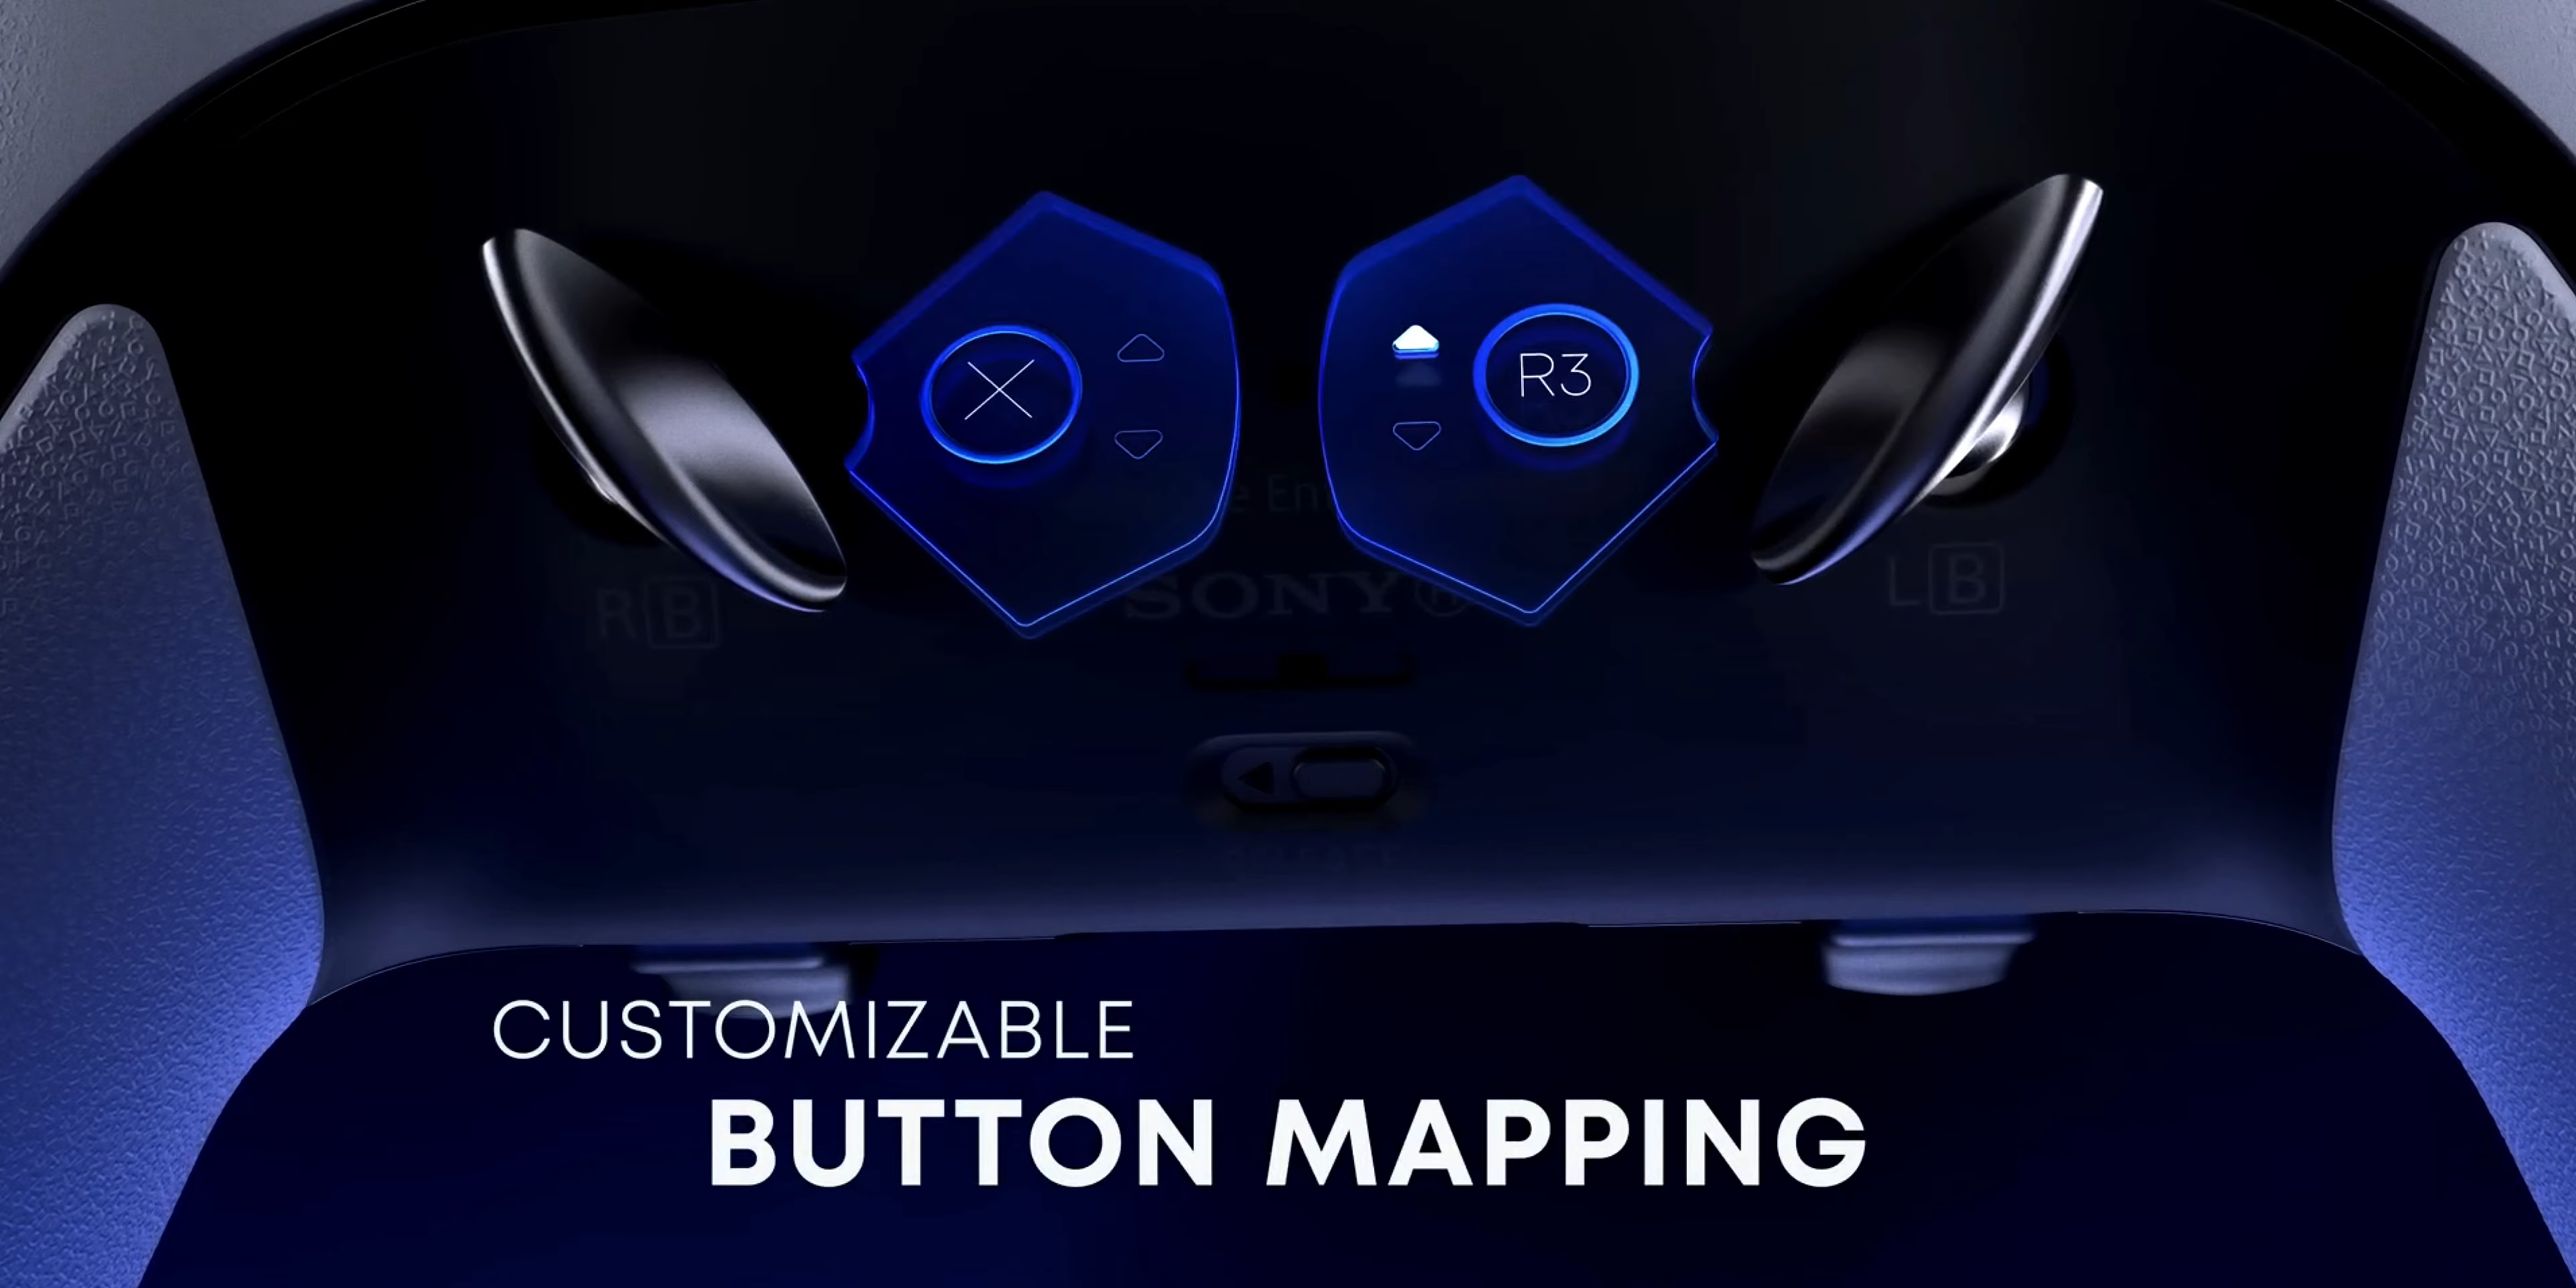 R3
SONY®
RB
LB
CUSTOMIZABLE
BUTTON MAPPING